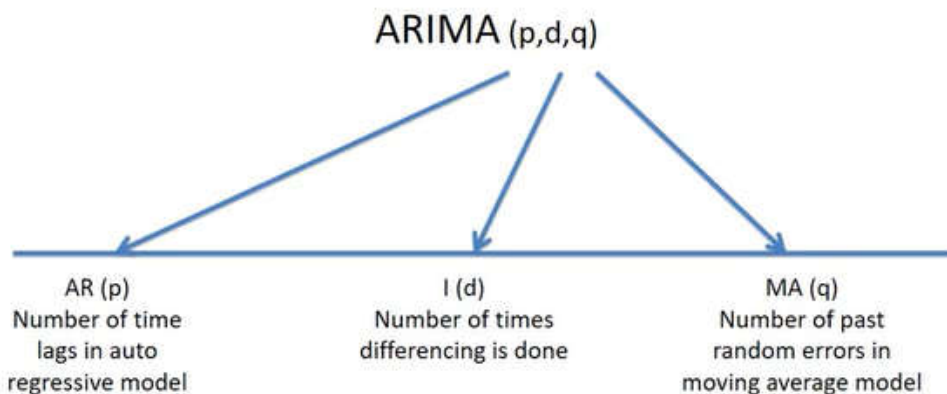 ARIMA (p,d,q)
AR (p)
Number of time
lags in auto
regressive model
I (d)
Number of times
differencing is done
MA (q)
Number of past
random errors in
moving average model